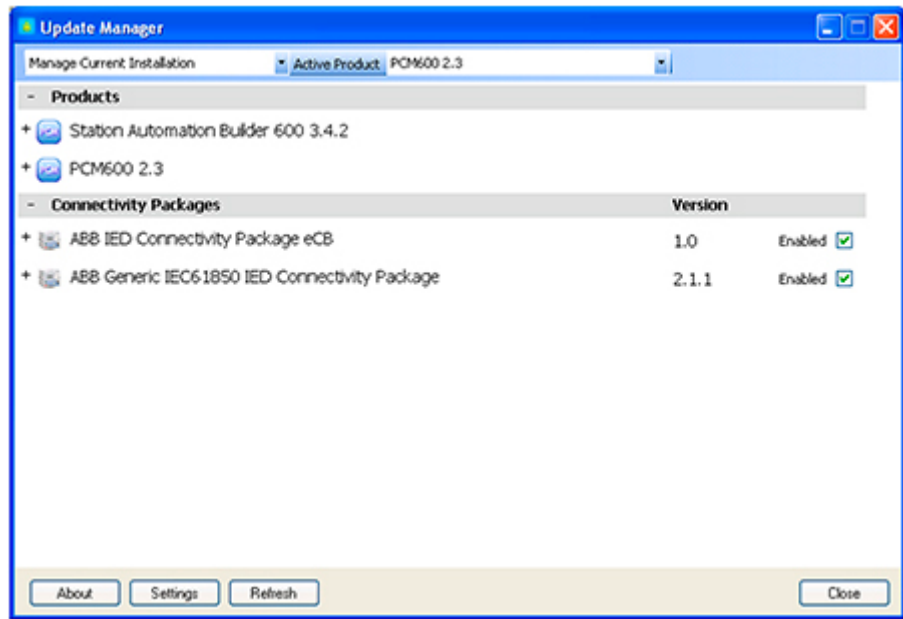 Update Manager
Manage Current Installation Active Product PCM600 2.3
- Products
+ Station Automation Builder 600 3.4.2
+ PCM600 2.3
- Connectivity Packages Version
+ ABB IED Connectivity Package eCB 1.0 Enabled
+ ABB Generic IEC61850 IED Connectivity Package 2.1.1 Enabled
About Settings Refresh Close